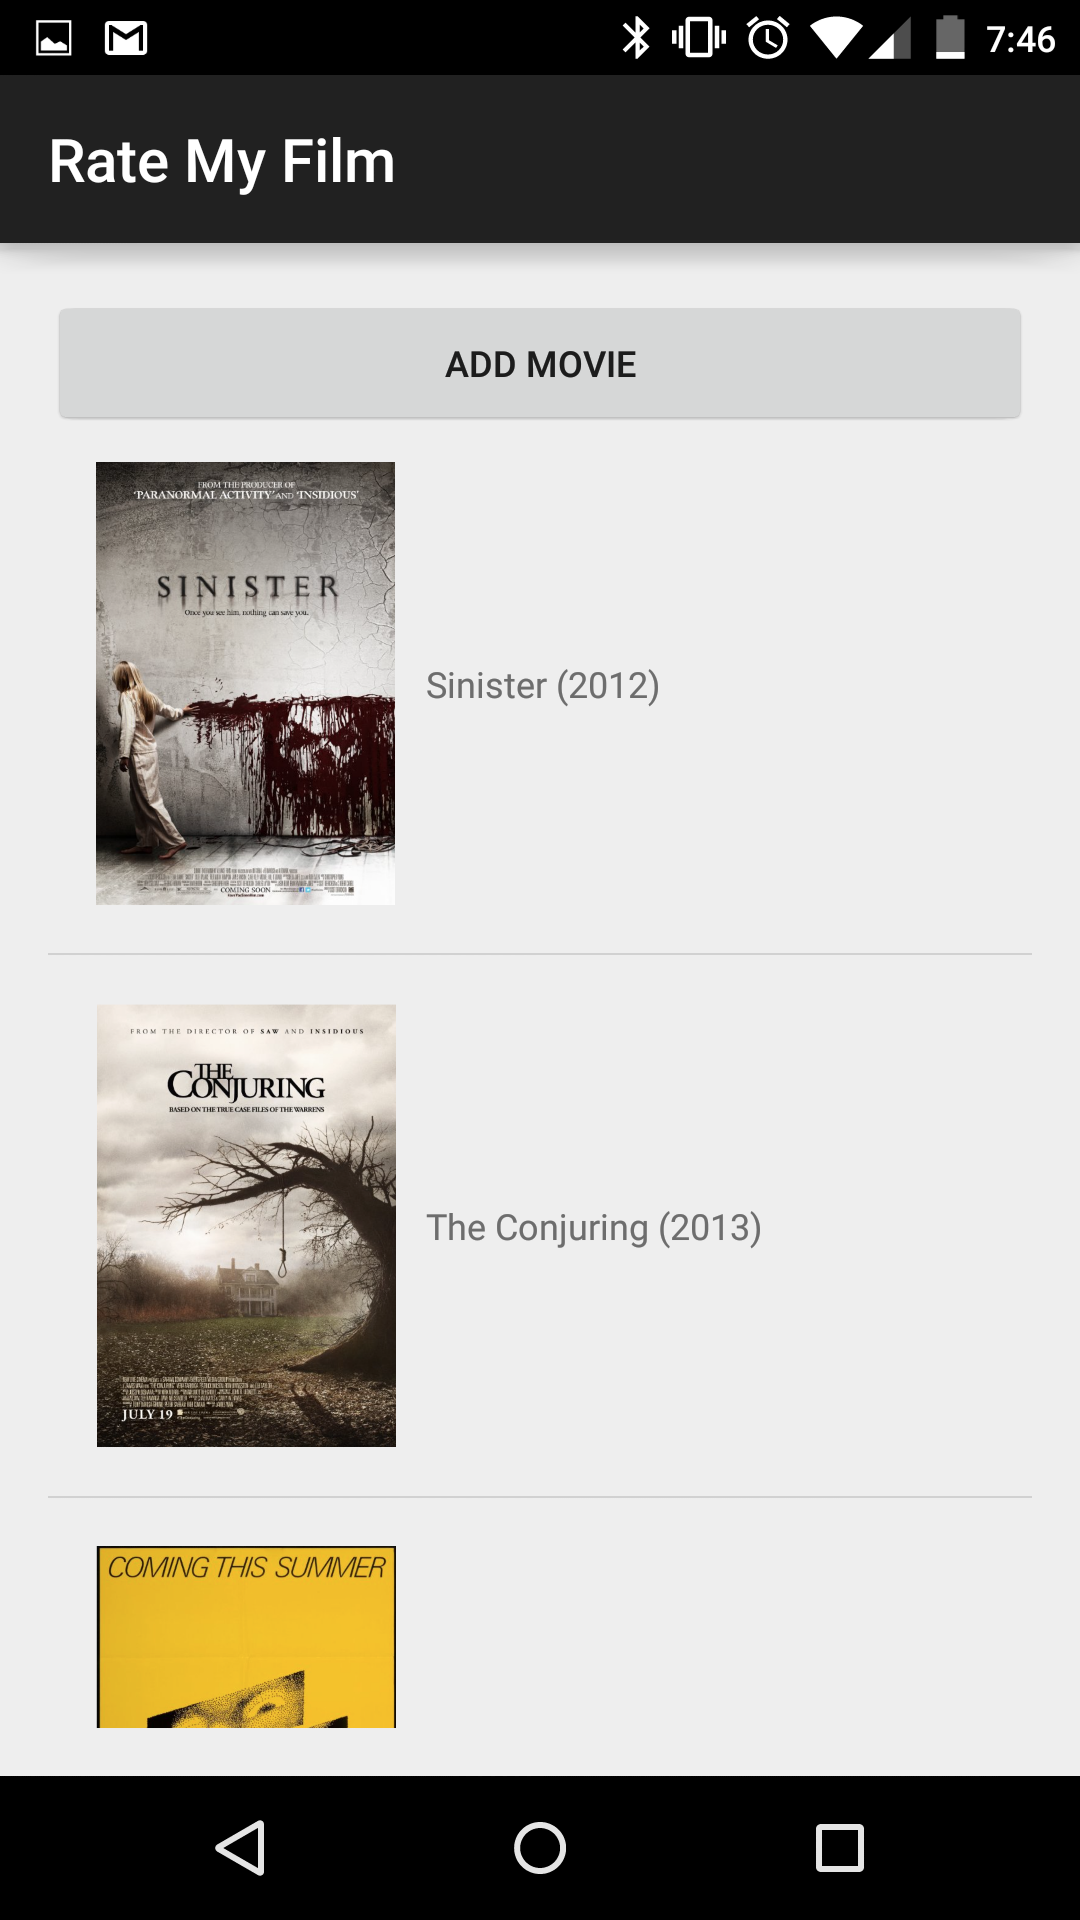 7:46
Rate My Film
ADD MOVIE
FROM THE PRODUCER OF
'PARANORMAL ACTIVITY' AND 'INSIDIOUS'
SINISTER
Once you see him, nothing can save you.
COMING SOON
Sinister (2012)
FROM THE DIRECTOR OF SAW AND INSIDIOUS
THE
CONJURING
BASED ON THE TRUE CASE FILES OF THE WARRENS
JULY 19
The Conjuring (2013)
COMING THIS SUMMER